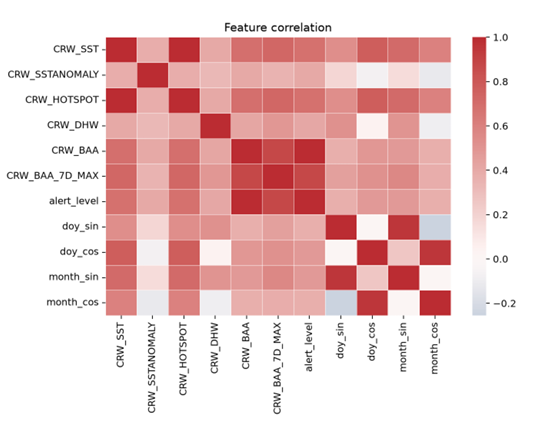 Feature correlation
CRW_SST
CRW_SSTANOMALY
CRW_HOTSPOT
CRW_DHW
CRW_BAA
CRW_BAA_7D_MAX
alert_level
doy_sin
doy_cos
month_sin
month_cos
CRW_SST
CRW_SSTANOMALY
CRW_HOTSPOT
CRW_DHW
CRW_BAA
CRW_BAA_7D_MAX
alert_level
doy_sin
doy_cos
month_sin
month_cos
1.0
0.8
0.6
0.4
0.2
0.0
−0.2